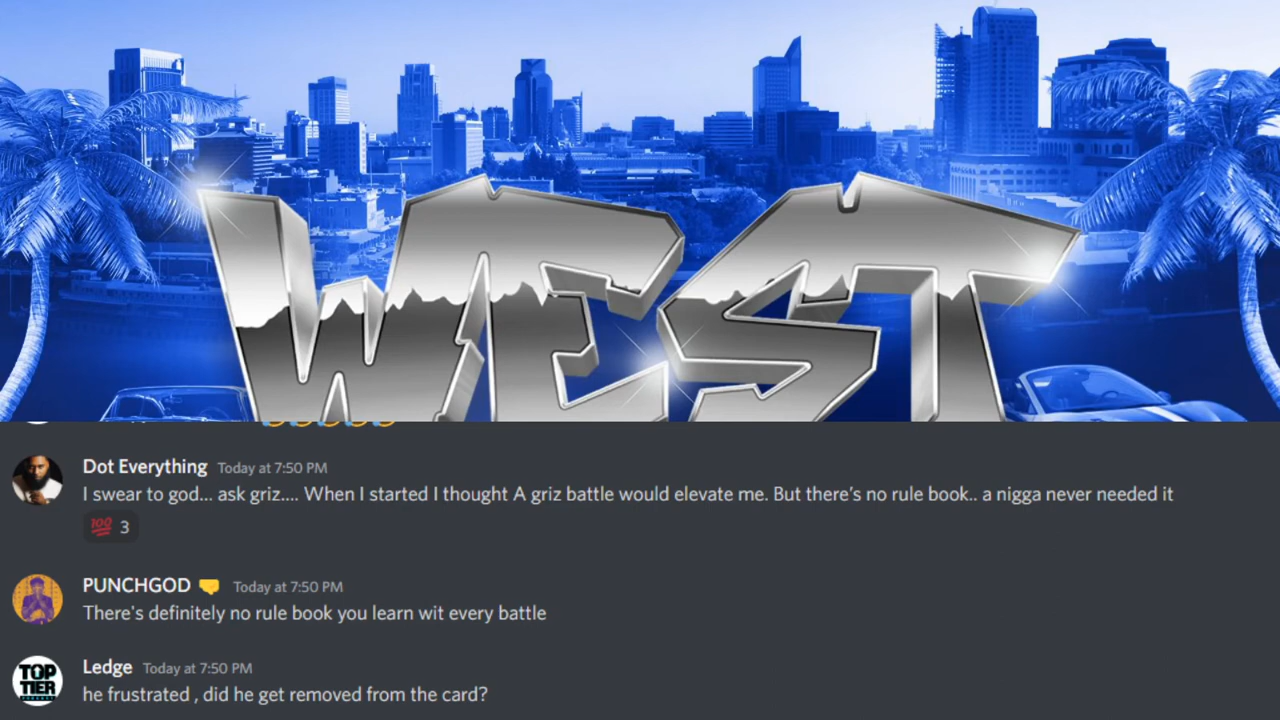 WEST
Dot Everything Today at 7:50 PM
I swear to god... ask griz.... When I started I thought A griz battle would elevate me. But there's no rule book.. a nigga never needed it
100 3
PUNCHGOD Today at 7:50 PM
There's definitely no rule book you learn wit every battle
TOP
TIER
Ledge Today at 7:50 PM
he frustrated , did he get removed from the card?